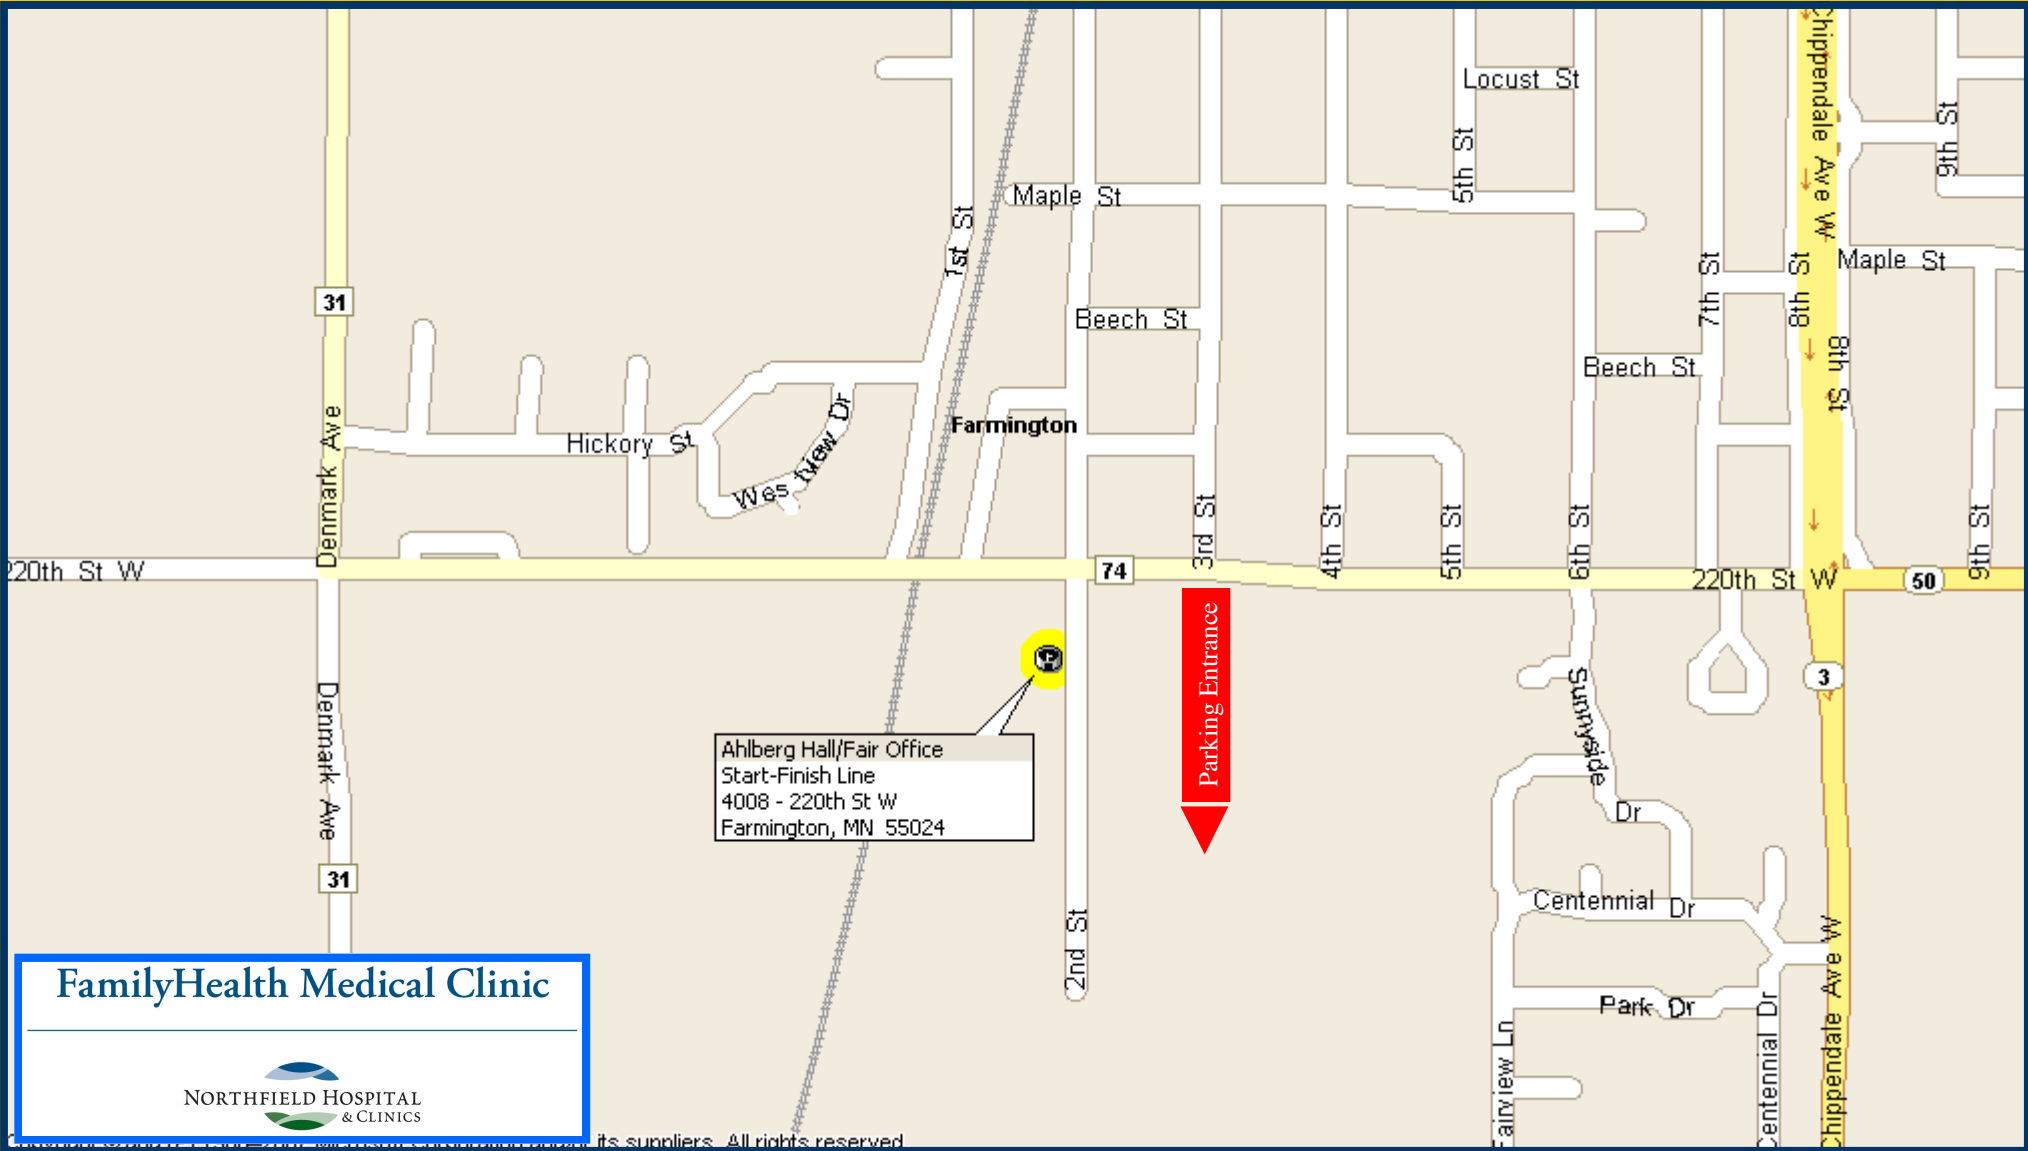 Chippendale Ave W
Locust St
9th St
5th St
Maple St
1st St
Maple St
7th St
8th St
31
Beech St
8th St
Beech St
Denmark Ave
Westview Dr
Farmington
Hickory St
3rd St
4th St
5th St
6th St
9th St
220th St W
74
220th St W
50
Parking Entrance
Sunnyside Dr
3
Denmark Ave
Ahlberg Hall/Fair Office
Start-Finish Line
4008 - 220th St W
Farmington, MN 55024
31
Centennial Dr
2nd St
Chippendale Ave W
FamilyHealth Medical Clinic
Park Dr
Fairview Ln
Centennial Dr
NORTHFIELD HOSPITAL
& CLINICS
its suppliers. All rights reserved.